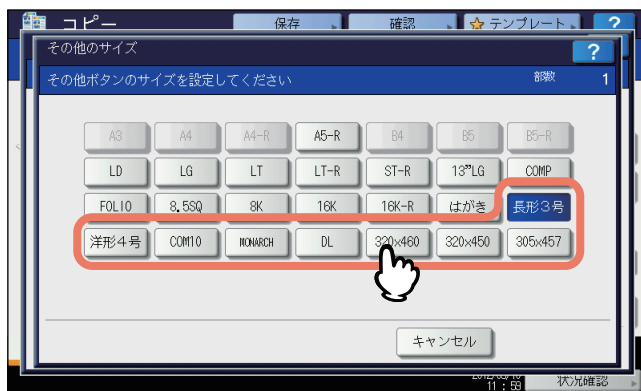 コピー 保存 確認 テンプレート ?
その他のサイズ ?
その他ボタンのサイズを設定してください 部数 1
A3 A4 A4-R A5-R B4 B5 B5-R
LD LG LT LT-R ST-R 13"LG COMP
FOLIO 8.5SQ 8K 16K 16K-R はがき 長形3号
洋形4号 COM10 MONARCH DL 320x460 320x450 305x457
キャンセル
11 : 59 状況確認